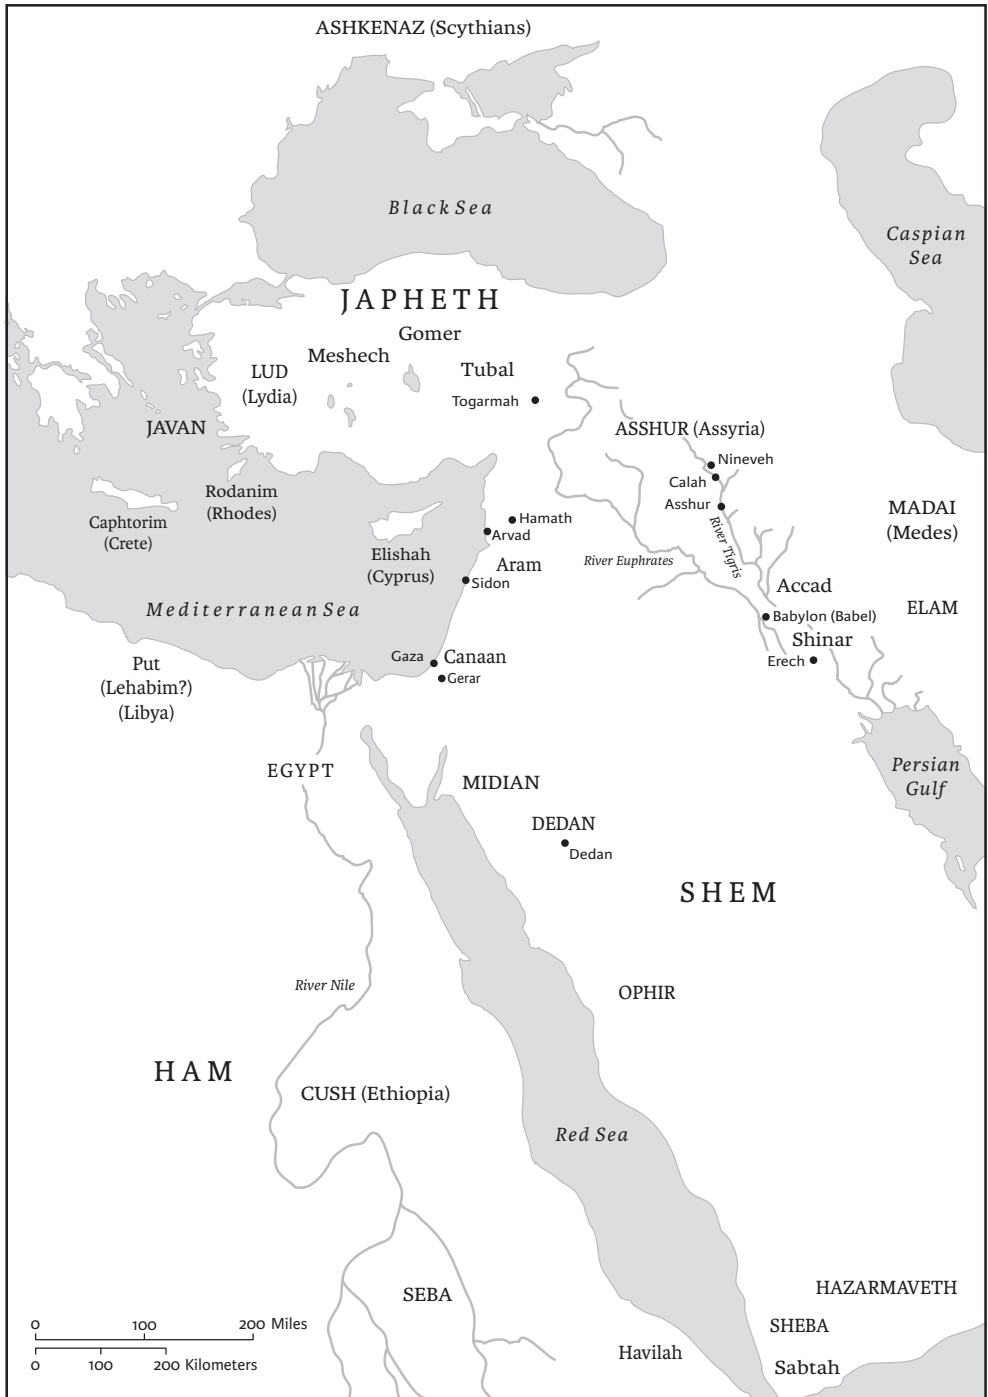 ASHKENAZ (Scythians)
Black Sea
Caspian
Sea
JAPHETH
Gomer
Meshech
LUD
(Lydia)
Tubal
Togarmah
JAVAN
ASSHUR (Assyria)
Nineveh
Calah
Asshur
River Tigris
MADAI
(Medes)
Rodanim
(Rhodes)
Caphtorim
(Crete)
Hamath
Arvad
Elishah
(Cyprus)
Aram
River Euphrates
Sidon
Accad
Mediterranean Sea
Babylon (Babel)
ELAM
Shinar
Erech
Gaza
Canaan
Gerar
Put
(Lehabim?)
(Libya)
EGYPT
MIDIAN
Persian
Gulf
DEDAN
Dedan
SHEM
River Nile
OPHIR
HAM
CUSH (Ethiopia)
Red Sea
SEBA
HAZARMAVETH
SHEBA
Havilah
Sabtah
0 100 200 Miles
0 100 200 Kilometers